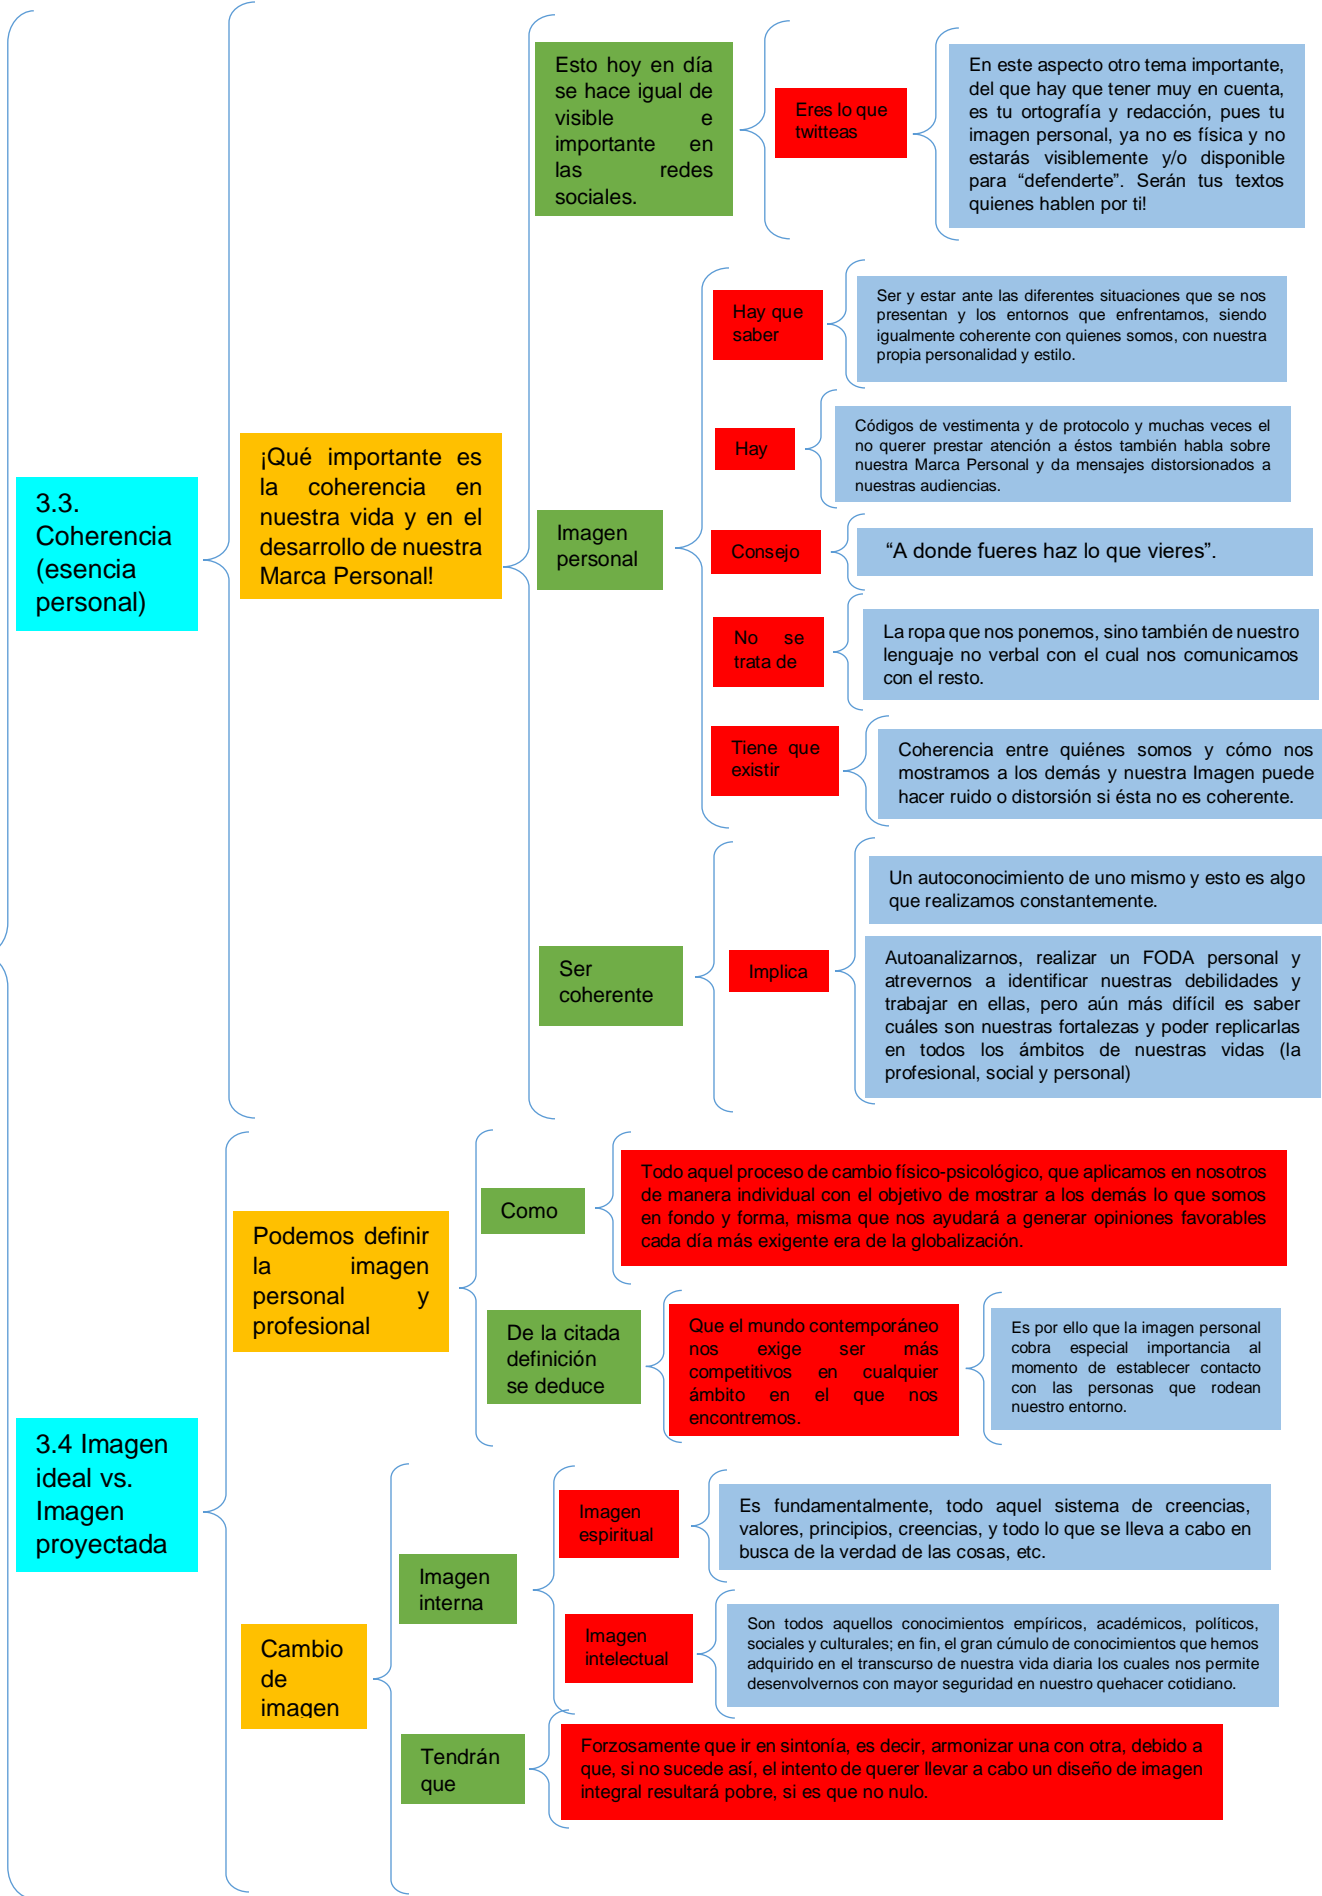 3.3.
Coherencia
(esencia
personal)
¡Qué importante es
la coherencia en
nuestra vida y en el
desarrollo de nuestra
Marca Personal!
Esto hoy en día
se hace igual de
visible e
importante en
las redes
sociales.
Eres lo que
twitteas
En este aspecto otro tema importante,
del que hay que tener muy en cuenta,
es tu ortografía y redacción, pues tu
imagen personal, ya no es física y no
estarás visiblemente y/o disponible
para “defenderte”. Serán tus textos
quienes hablen por ti!
Imagen
personal
Hay que
saber
Ser y estar ante las diferentes situaciones que se nos
presentan y los entornos que enfrentamos, siendo
igualmente coherente con quienes somos, con nuestra
propia personalidad y estilo.
Hay
Códigos de vestimenta y de protocolo y muchas veces el
no querer prestar atención a éstos también habla sobre
nuestra Marca Personal y da mensajes distorsionados a
nuestras audiencias.
Consejo
“A donde fueres haz lo que vieres”.
No se
trata de
La ropa que nos ponemos, sino también de nuestro
lenguaje no verbal con el cual nos comunicamos
con el resto.
Tiene que
existir
Coherencia entre quiénes somos y cómo nos
mostramos a los demás y nuestra Imagen puede
hacer ruido o distorsión si ésta no es coherente.
Ser
coherente
Implica
Un autoconocimiento de uno mismo y esto es algo
que realizamos constantemente.
Autoanalizarnos, realizar un FODA personal y
atrevernos a identificar nuestras debilidades y
trabajar en ellas, pero aún más difícil es saber
cuáles son nuestras fortalezas y poder replicarlas
en todos los ámbitos de nuestras vidas (la
profesional, social y personal)
3.4 Imagen
ideal vs.
Imagen
proyectada
Podemos definir
la imagen
personal y
profesional
Como
Todo aquel proceso de cambio físico-psicológico, que aplicamos en nosotros
de manera individual con el objetivo de mostrar a los demás lo que somos
en fondo y forma, misma que nos ayudará a generar opiniones favorables
cada día más exigente era de la globalización.
De la citada
definición
se deduce
Que el mundo contemporáneo
nos exige ser más
competitivos en cualquier
ámbito en el que nos
encontremos.
Es por ello que la imagen personal
cobra especial importancia al
momento de establecer contacto
con las personas que rodean
nuestro entorno.
Cambio
de
imagen
Imagen
interna
Imagen
espiritual
Es fundamentalmente, todo aquel sistema de creencias,
valores, principios, creencias, y todo lo que se lleva a cabo en
busca de la verdad de las cosas, etc.
Imagen
intelectual
Son todos aquellos conocimientos empíricos, académicos, políticos,
sociales y culturales; en fin, el gran cúmulo de conocimientos que hemos
adquirido en el transcurso de nuestra vida diaria los cuales nos permite
desenvolvernos con mayor seguridad en nuestro quehacer cotidiano.
Tendrán
que
Forzosamente que ir en sintonía, es decir, armonizar una con otra, debido a
que, si no sucede así, el intento de querer llevar a cabo un diseño de imagen
integral resultará pobre, si es que no nulo.